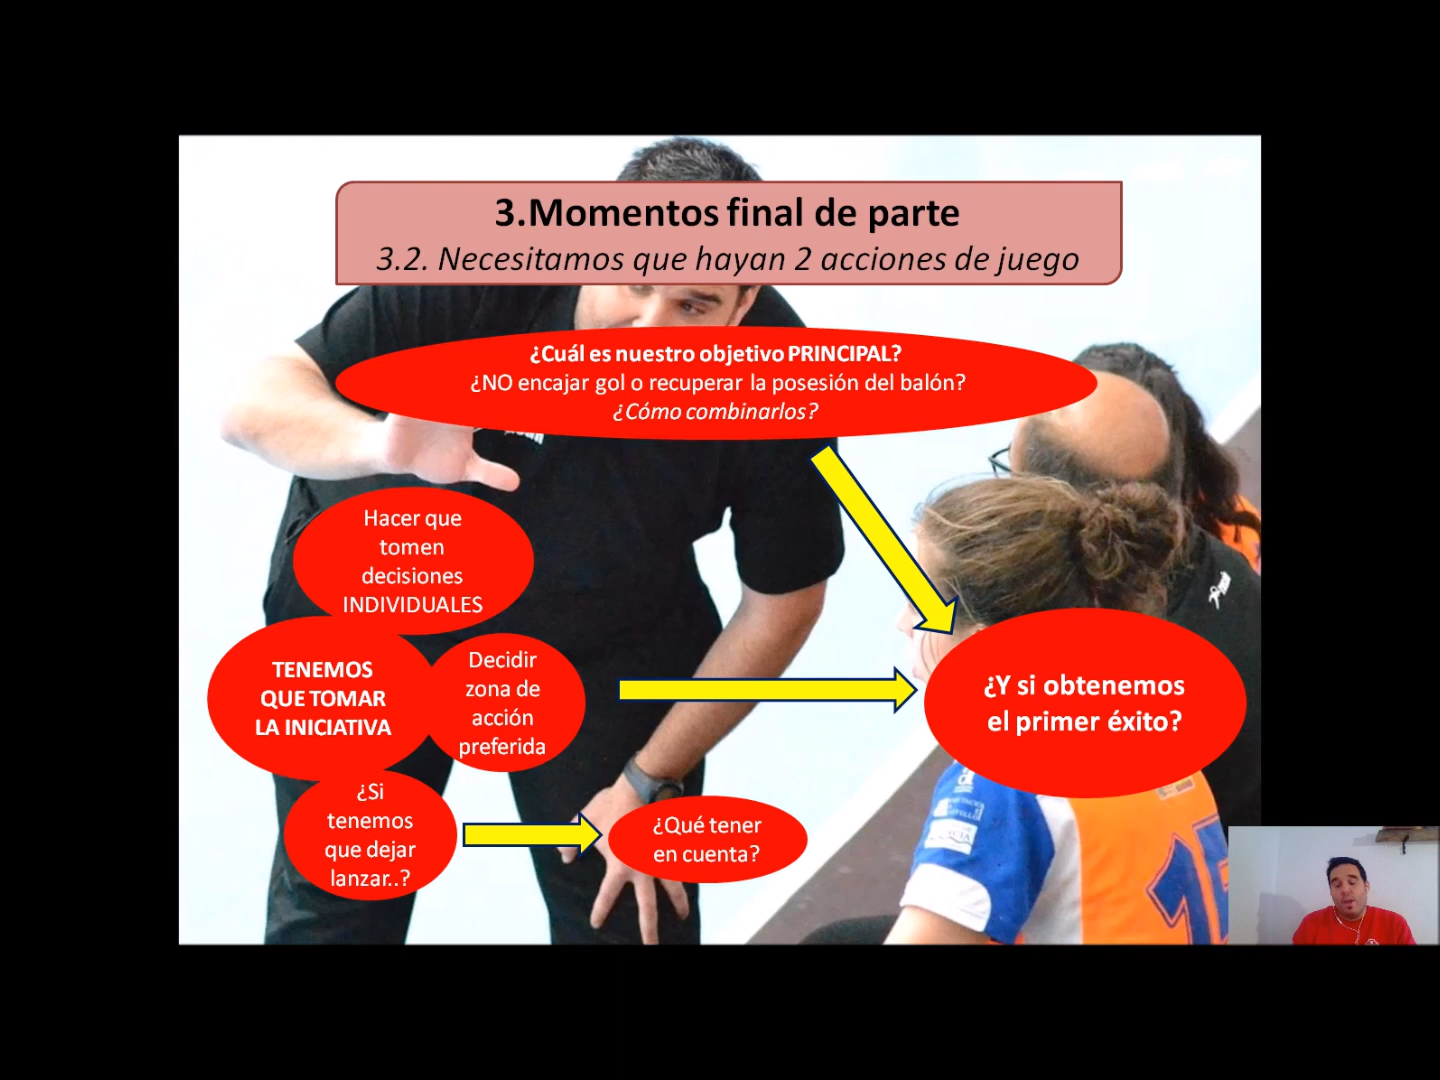 3.Momentos final de parte
3.2. Necesitamos que hayan 2 acciones de juego
¿Cuál es nuestro objetivo PRINCIPAL?
¿NO encajar gol o recuperar la posesión del balón?
¿Cómo combinarlos?
Hacer que
tomen
decisiones
INDIVIDUALES
TENEMOS
QUE TOMAR
LA INICIATIVA
Decidir
zona de
acción
preferida
¿Y si obtenemos
el primer éxito?
¿Si
tenemos
que dejar
lanzar..?
¿Qué tener
en cuenta?